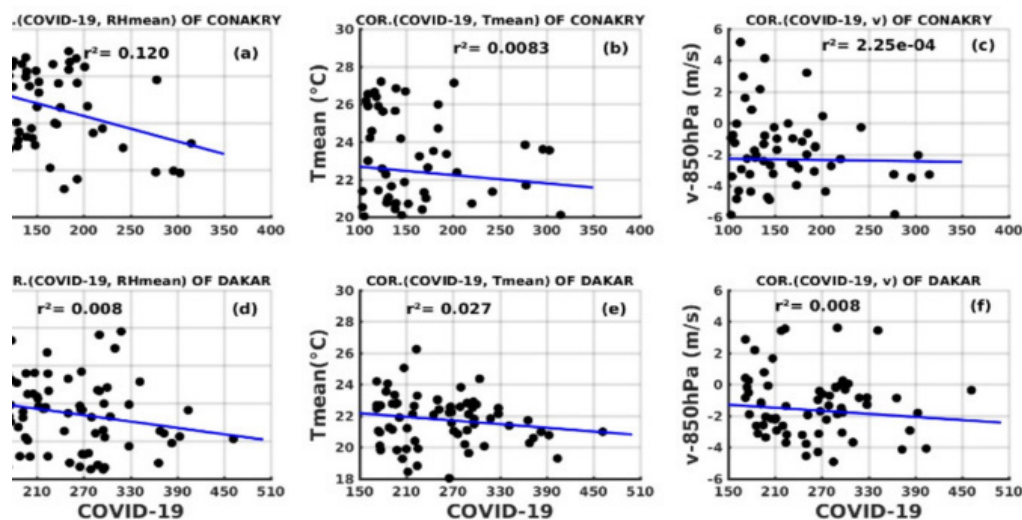 .(COVID-19, RHmean) OF CONAKRY
COR.(COVID-19, Tmean) OF CONAKRY
COR.(COVID-19, v) OF CONAKRY
r²= 0.120
(a)
150 200 250 300 350 400
30
28
26
24
22
20
Tmean (°C)
r²= 0.0083
(b)
100 150 200 250 300 350 400
6
4
2
0
-2
-4
-6
v-850hPa (m/s)
r²= 2.25e-04
(c)
100 150 200 250 300 350 400
R.(COVID-19, RHmean) OF DAKAR
COR.(COVID-19, Tmean) OF DAKAR
COR.(COVID-19, v) OF DAKAR
r²= 0.008
(d)
210 270 330 390 450 510
COVID-19
30
28
26
24
22
20
18
Tmean(°C)
r²= 0.027
(e)
150 210 270 330 390 450 510
COVID-19
6
4
2
0
-2
-4
-6
v-850hPa (m/s)
r²= 0.008
(f)
150 210 270 330 390 450 510
COVID-19